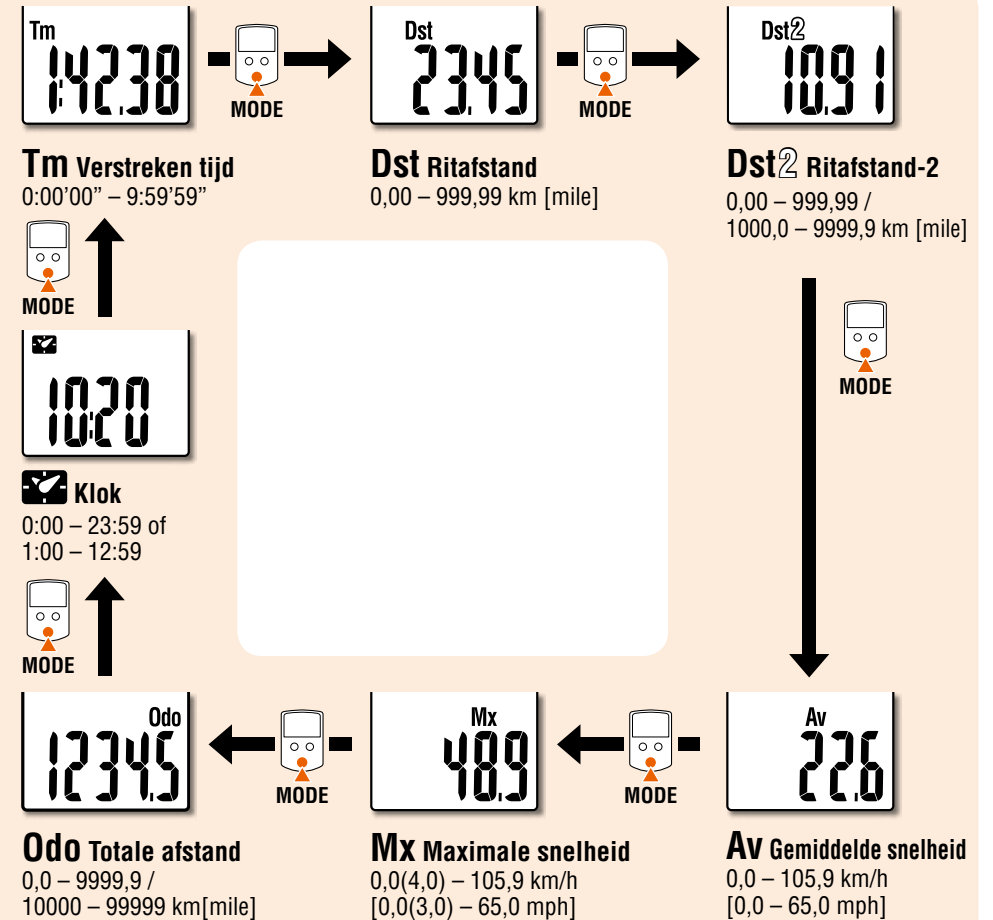 Tm
1:42.38
MODE
Dst
23.45
MODE
Dst2
10.91
Tm Verstreken tijd
0:00’00” – 9:59’59”
Dst Ritafstand
0,00 – 999,99 km [mile]
Dst2 Ritafstand-2
0,00 – 999,99 /
1000,0 – 9999,9 km [mile]
MODE
MODE
10:20
Klok
0:00 – 23:59 of
1:00 – 12:59
MODE
Odo
1234.5
MODE
Mx
48.9
MODE
Av
22.6
Odo Totale afstand
0,0 – 9999,9 /
10000 – 99999 km[mile]
Mx Maximale snelheid
0,0(4,0) – 105,9 km/h
[0,0(3,0) – 65,0 mph]
Av Gemiddelde snelheid
0,0 – 105,9 km/h
[0,0 – 65,0 mph]